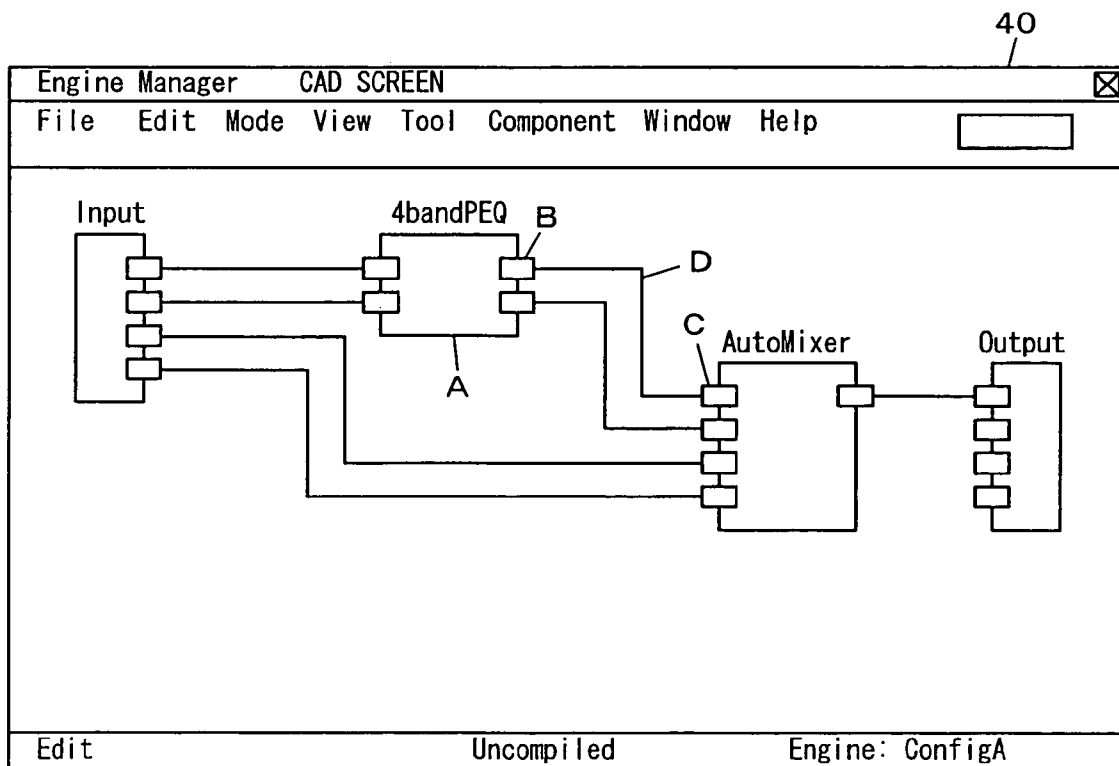 40
Engine Manager CAD SCREEN
File Edit Mode View Tool Component Window Help
Input
4bandPEQ
B
D
C
A
AutoMixer
Output
Edit Uncompiled Engine: ConfigA